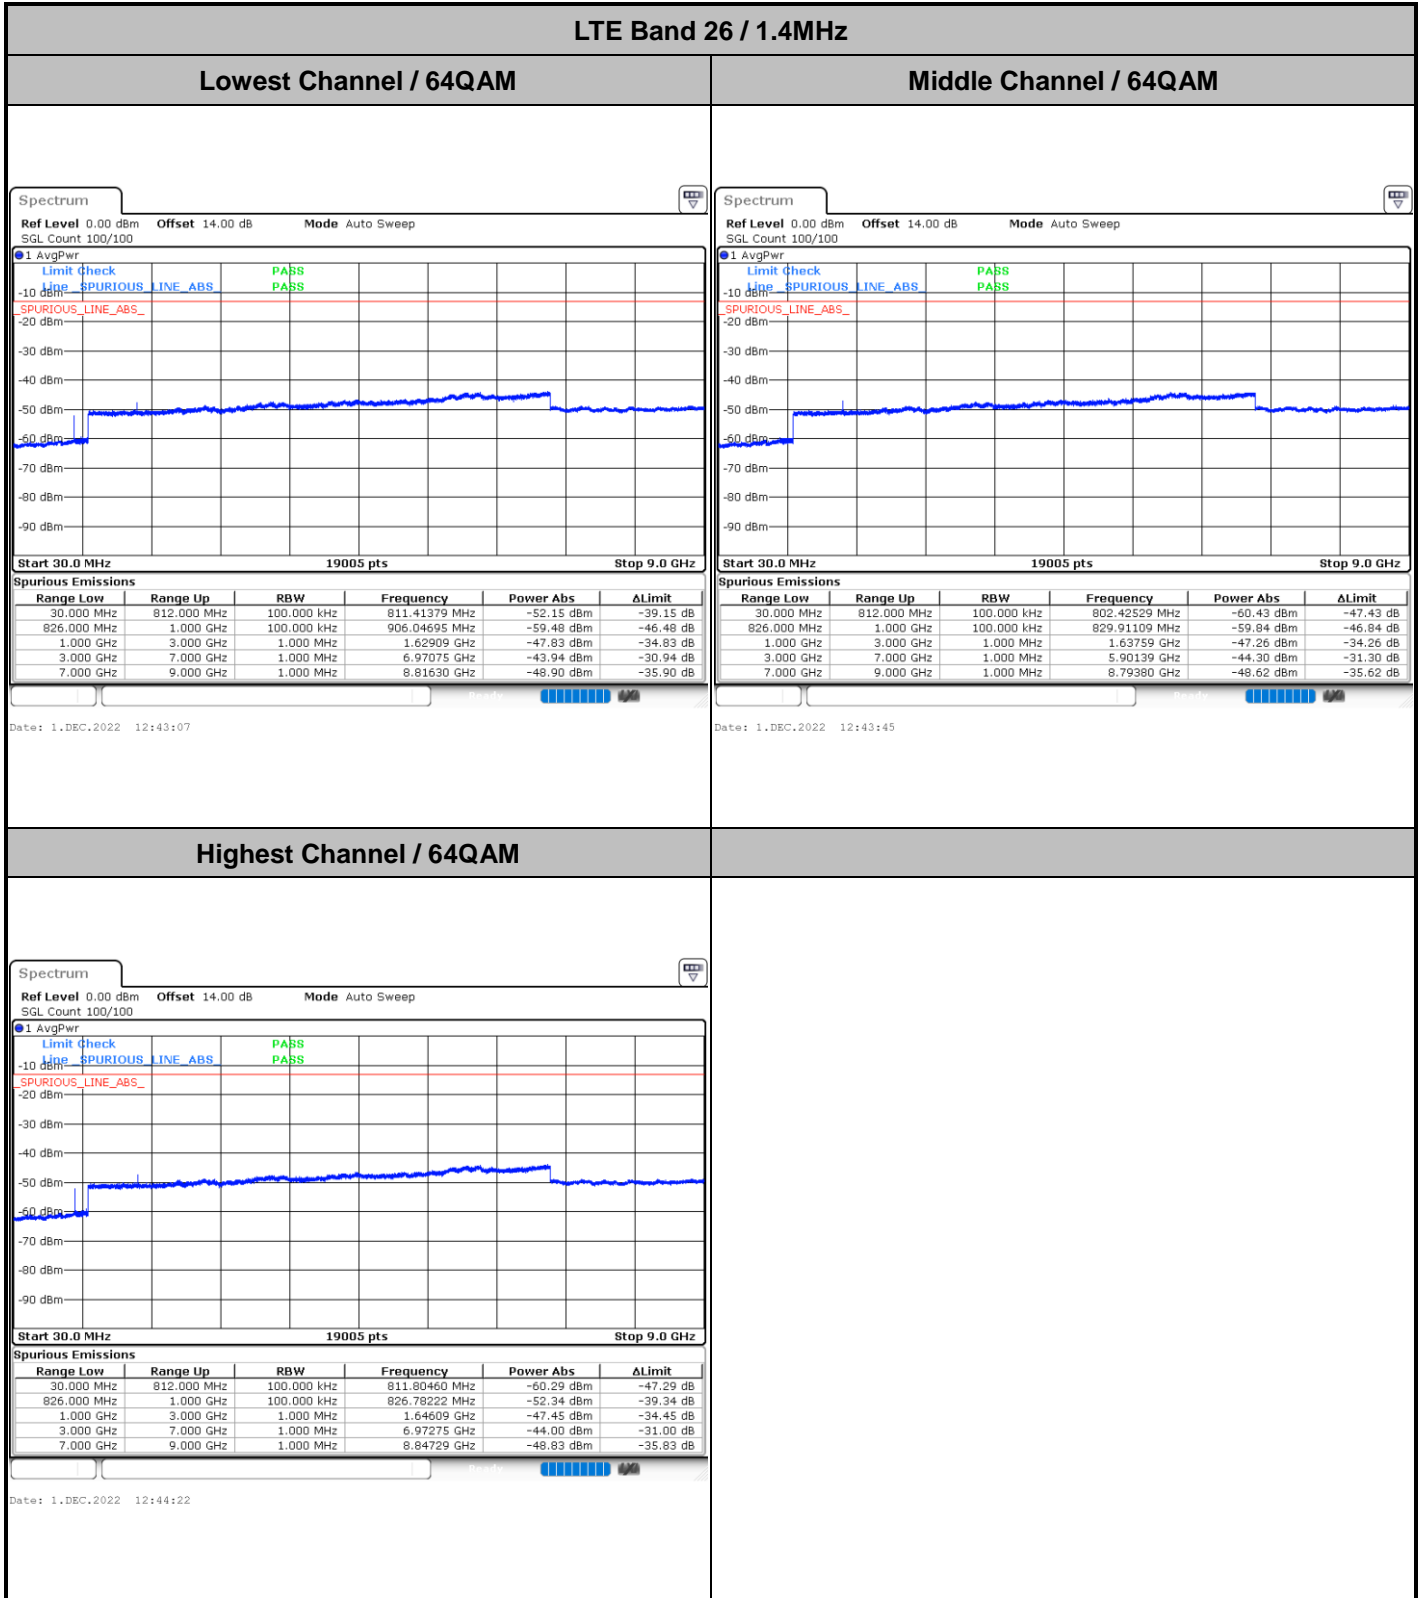 LTE Band 26 / 1.4MHz
Lowest Channel / 64QAM
Middle Channel / 64QAM
Spectrum
Ref Level 0.00 dBm Offset 14.00 dB Mode Auto Sweep
SGL Count 100/100
1 AvgPwr
Limit Check PASS
Line _SPURIOUS_LINE_ABS_ PASS
-10 dBm
_SPURIOUS_LINE_ABS_
-20 dBm
-30 dBm
-40 dBm
-50 dBm
-60 dBm
-70 dBm
-80 dBm
-90 dBm
Start 30.0 MHz 19005 pts Stop 9.0 GHz
Spurious Emissions
Range Low Range Up RBW Frequency Power Abs ΔLimit
30.000 MHz 812.000 MHz 100.000 kHz 811.41379 MHz -52.15 dBm -39.15 dB
826.000 MHz 1.000 GHz 100.000 kHz 906.04695 MHz -59.48 dBm -46.48 dB
1.000 GHz 3.000 GHz 1.000 MHz 1.62909 GHz -47.83 dBm -34.83 dB
3.000 GHz 7.000 GHz 1.000 MHz 6.97075 GHz -43.94 dBm -30.94 dB
7.000 GHz 9.000 GHz 1.000 MHz 8.81630 GHz -48.90 dBm -35.90 dB
Ready
Date: 1.DEC.2022 12:43:07
Spectrum
Ref Level 0.00 dBm Offset 14.00 dB Mode Auto Sweep
SGL Count 100/100
1 AvgPwr
Limit Check PASS
Line _SPURIOUS_LINE_ABS_ PASS
-10 dBm
_SPURIOUS_LINE_ABS_
-20 dBm
-30 dBm
-40 dBm
-50 dBm
-60 dBm
-70 dBm
-80 dBm
-90 dBm
Start 30.0 MHz 19005 pts Stop 9.0 GHz
Spurious Emissions
Range Low Range Up RBW Frequency Power Abs ΔLimit
30.000 MHz 812.000 MHz 100.000 kHz 802.42529 MHz -60.43 dBm -47.43 dB
826.000 MHz 1.000 GHz 100.000 kHz 829.91109 MHz -59.84 dBm -46.84 dB
1.000 GHz 3.000 GHz 1.000 MHz 1.63759 GHz -47.26 dBm -34.26 dB
3.000 GHz 7.000 GHz 1.000 MHz 5.90139 GHz -44.30 dBm -31.30 dB
7.000 GHz 9.000 GHz 1.000 MHz 8.79380 GHz -48.62 dBm -35.62 dB
Ready
Date: 1.DEC.2022 12:43:45
Highest Channel / 64QAM
Spectrum
Ref Level 0.00 dBm Offset 14.00 dB Mode Auto Sweep
SGL Count 100/100
1 AvgPwr
Limit Check PASS
Line _SPURIOUS_LINE_ABS_ PASS
-10 dBm
_SPURIOUS_LINE_ABS_
-20 dBm
-30 dBm
-40 dBm
-50 dBm
-60 dBm
-70 dBm
-80 dBm
-90 dBm
Start 30.0 MHz 19005 pts Stop 9.0 GHz
Spurious Emissions
Range Low Range Up RBW Frequency Power Abs ΔLimit
30.000 MHz 812.000 MHz 100.000 kHz 811.80460 MHz -60.29 dBm -47.29 dB
826.000 MHz 1.000 GHz 100.000 kHz 826.78222 MHz -52.34 dBm -39.34 dB
1.000 GHz 3.000 GHz 1.000 MHz 1.64609 GHz -47.45 dBm -34.45 dB
3.000 GHz 7.000 GHz 1.000 MHz 6.97275 GHz -44.00 dBm -31.00 dB
7.000 GHz 9.000 GHz 1.000 MHz 8.84729 GHz -48.83 dBm -35.83 dB
Ready
Date: 1.DEC.2022 12:44:22